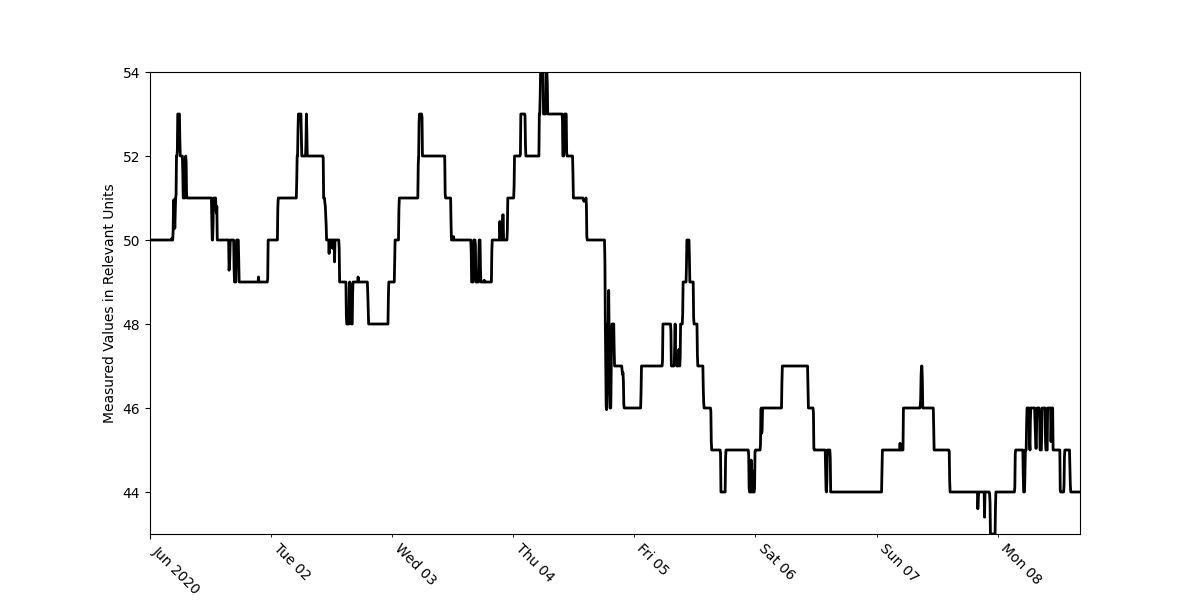 54
52
50
48
46
44
Measured Values in Relevant Units
Jun 2020
Tue 02
Wed 03
Thu 04
Fri 05
Sat 06
Sun 07
Mon 08